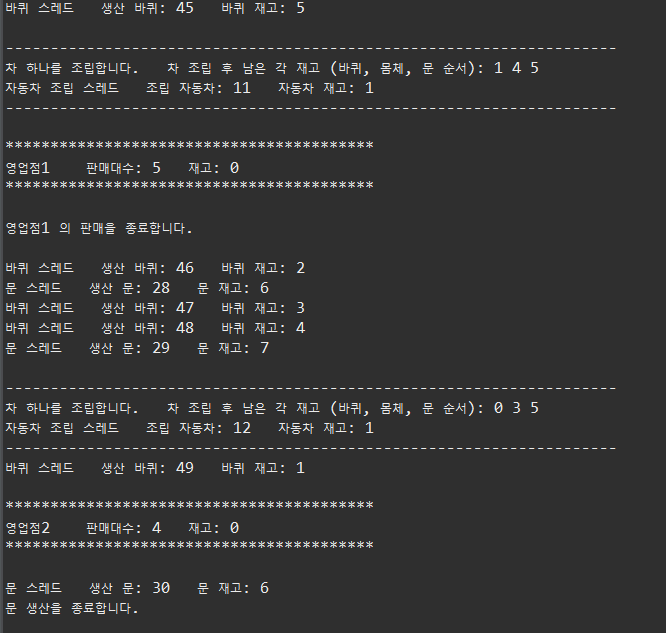 바퀴 스레드   생산 바퀴: 45   바퀴 재고: 5
--------------------------------------------------------------------
차 하나를 조립합니다.   차 조립 후 남은 각 재고 (바퀴, 몸체, 문 순서): 1 4 5
자동차 조립 스레드   조립 자동차: 11   자동차 재고: 1
--------------------------------------------------------------------
*****************************************
영업점1    판매대수: 5   재고: 0
*****************************************
영업점1 의 판매을 종료합니다.
바퀴 스레드   생산 바퀴: 46   바퀴 재고: 2
문 스레드   생산 문: 28   문 재고: 6
바퀴 스레드   생산 바퀴: 47   바퀴 재고: 3
바퀴 스레드   생산 바퀴: 48   바퀴 재고: 4
문 스레드   생산 문: 29   문 재고: 7
--------------------------------------------------------------------
차 하나를 조립합니다.   차 조립 후 남은 각 재고 (바퀴, 몸체, 문 순서): 0 3 5
자동차 조립 스레드   조립 자동차: 12   자동차 재고: 1
--------------------------------------------------------------------
바퀴 스레드   생산 바퀴: 49   바퀴 재고: 1
*****************************************
영업점2    판매대수: 4   재고: 0
*****************************************
문 스레드   생산 문: 30   문 재고: 6
문 생산을 종료합니다.